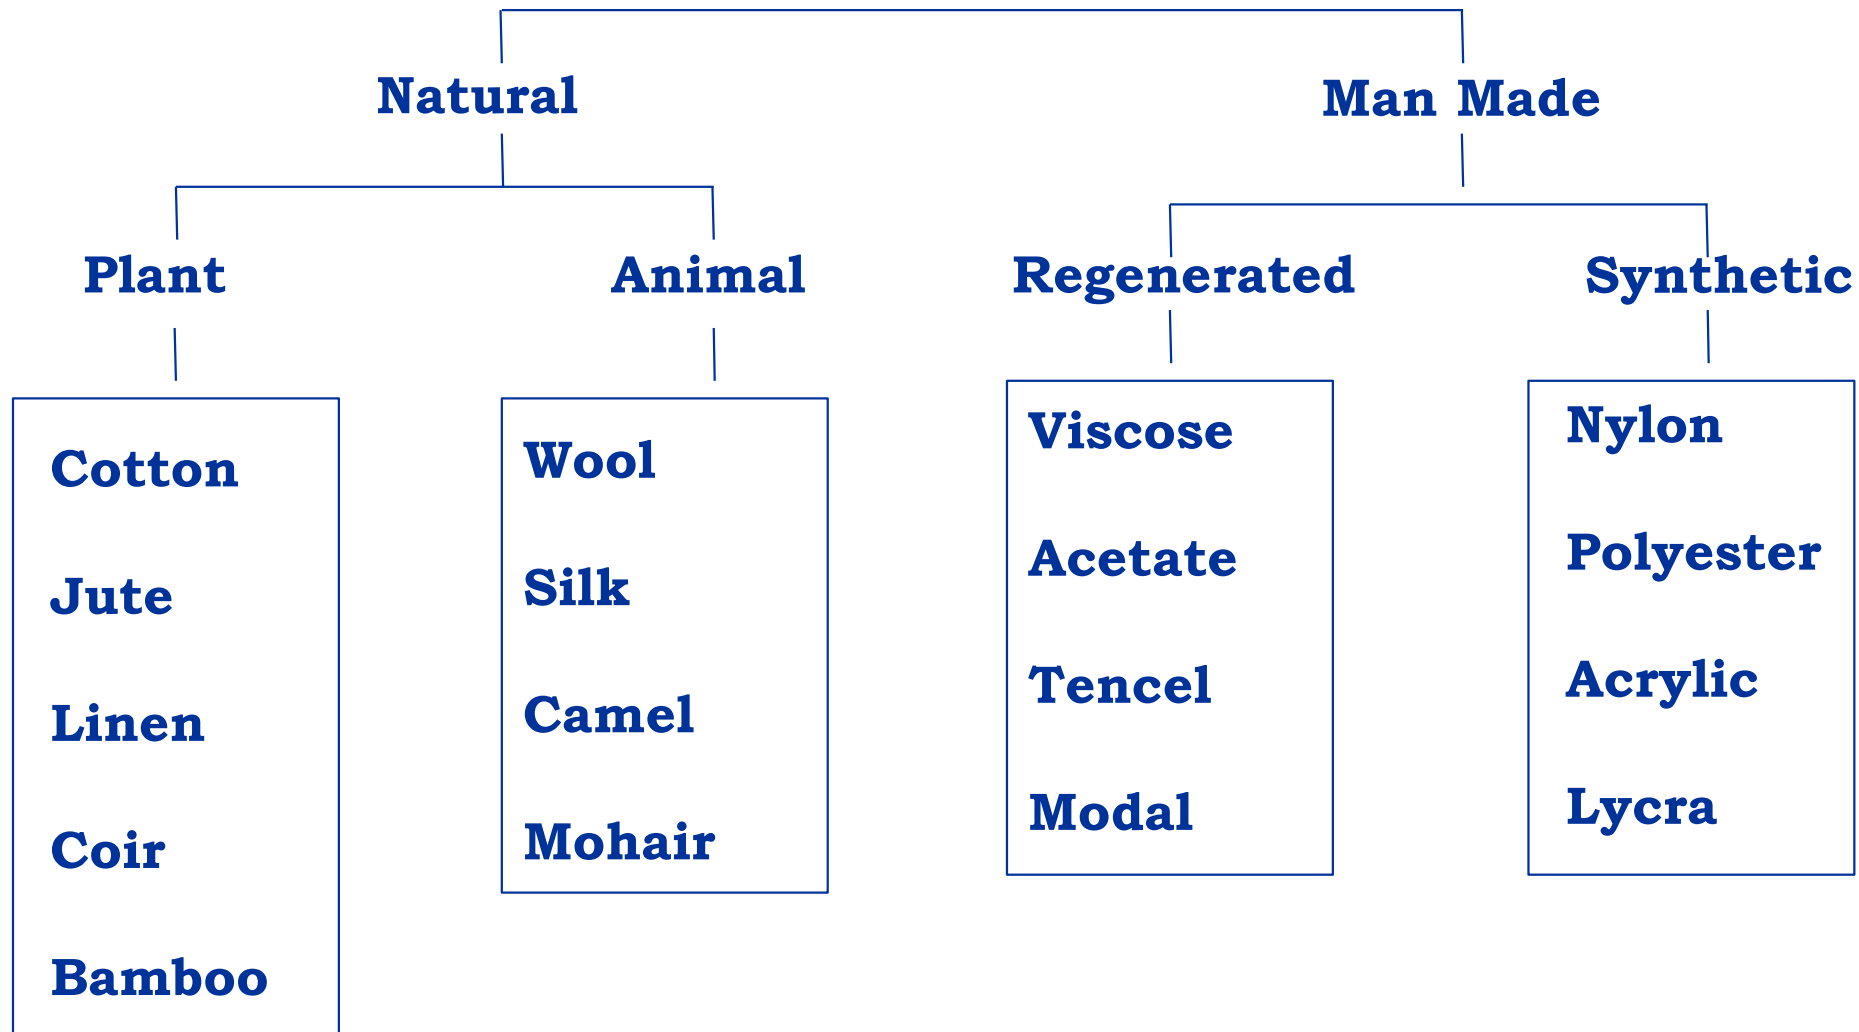 Natural
Man Made
Plant
Animal
Regenerated
Synthetic
Cotton
Jute
Linen
Coir
Bamboo
Wool
Silk
Camel
Mohair
Viscose
Acetate
Tencel
Modal
Nylon
Polyester
Acrylic
Lycra